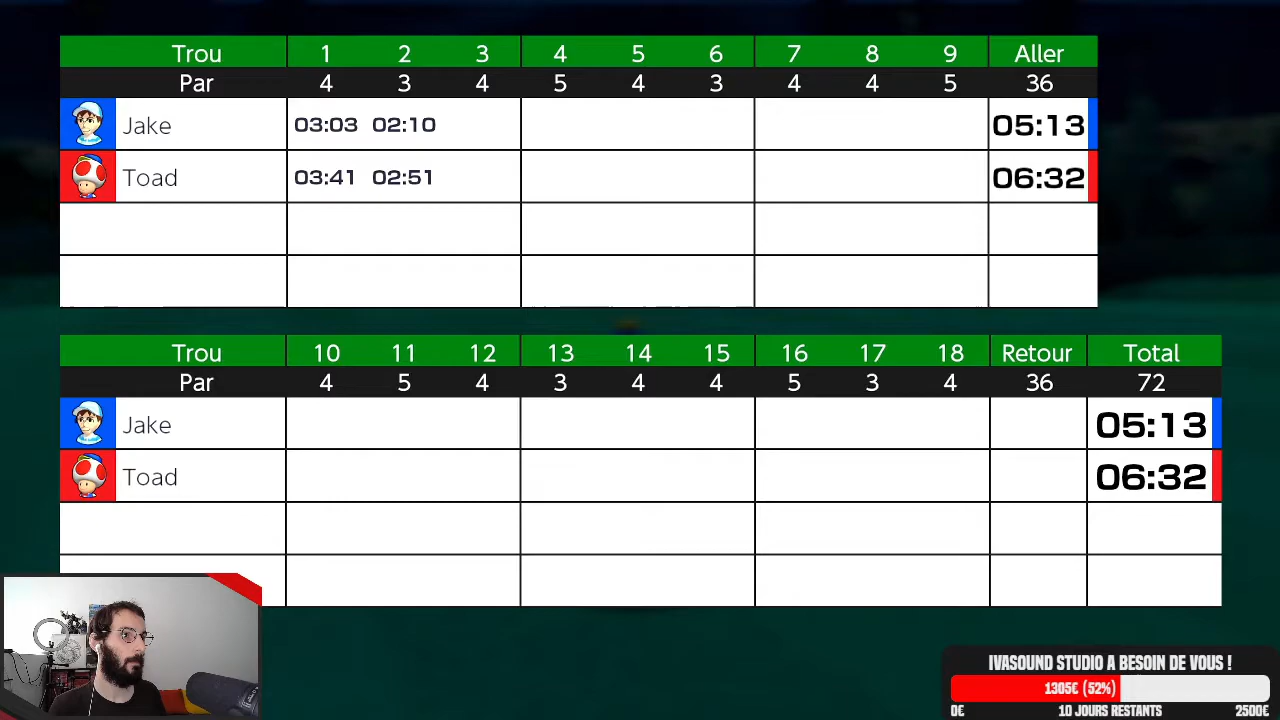 Trou 1 2 3 4 5 6 7 8 9 Aller
Par 4 3 4 5 4 3 4 4 5 36
Jake 03:03 02:10 05:13
Toad 03:41 02:51 06:32
Trou 10 11 12 13 14 15 16 17 18 Retour Total
Par 4 5 4 3 4 4 5 3 4 36 72
Jake 05:13
Toad 06:32
IVASOUND STUDIO A BESOIN DE VOUS !
1305€ (52%)
0€ 10 JOURS RESTANTS 2500€